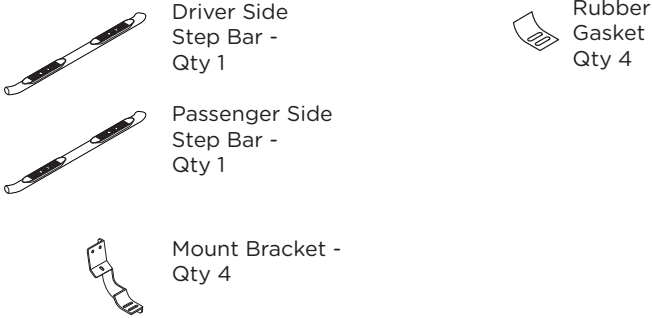 Driver Side
Step Bar -
Qty 1
Passenger Side
Step Bar -
Qty 1
Mount Bracket -
Qty 4
Rubber
Gasket
Qty 4